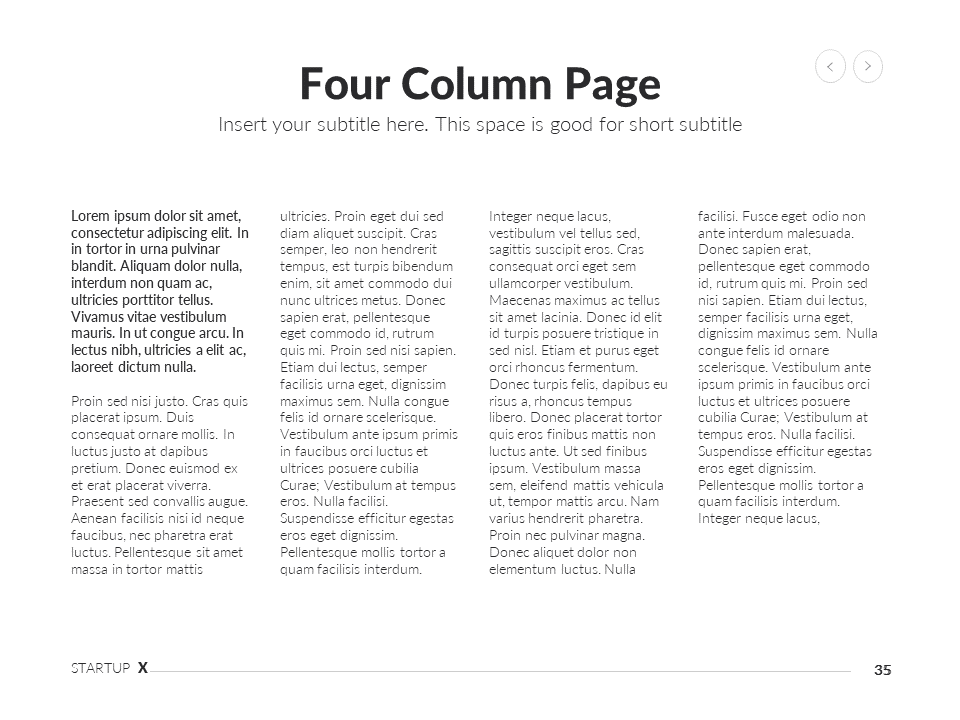 Four Column Page
Insert your subtitle here. This space is good for short subtitle
Lorem ipsum dolor sit amet,
consectetur adipiscing elit. In
in tortor in urna pulvinar
blandit. Aliquam dolor nulla,
interdum non quam ac,
ultricies porttitor tellus.
Vivamus vitae vestibulum
mauris. In ut congue arcu. In
lectus nibh, ultricies a elit ac,
laoreet dictum nulla.
Proin sed nisi justo. Cras quis
placerat ipsum. Duis
consequat ornare mollis. In
luctus justo at dapibus
pretium. Donec euismod ex
et erat placerat viverra.
Praesent sed convallis augue.
Aenean facilisis nisi id neque
faucibus, nec pharetra erat
luctus. Pellentesque sit amet
massa in tortor mattis
ultricies. Proin eget dui sed
diam aliquet suscipit. Cras
semper, leo non hendrerit
tempus, est turpis bibendum
enim, sit amet commodo dui
nunc ultrices metus. Donec
sapien erat, pellentesque
eget commodo id, rutrum
quis mi. Proin sed nisi sapien.
Etiam dui lectus, semper
facilisis urna eget, dignissim
maximus sem. Nulla congue
felis id ornare scelerisque.
Vestibulum ante ipsum primis
in faucibus orci luctus et
ultrices posuere cubilia
Curae; Vestibulum at tempus
eros. Nulla facilisi.
Suspendisse efficitur egestas
eros eget dignissim.
Pellentesque mollis tortor a
quam facilisis interdum.
Integer neque lacus,
vestibulum vel tellus sed,
sagittis suscipit eros. Cras
consequat orci eget sem
ullamcorper vestibulum.
Maecenas maximus ac tellus
sit amet lacinia. Donec id elit
id turpis posuere tristique in
sed nisl. Etiam et purus eget
orci rhoncus fermentum.
Donec turpis felis, dapibus eu
risus a, rhoncus tempus
libero. Donec placerat tortor
quis eros finibus mattis non
luctus ante. Ut sed finibus
ipsum. Vestibulum massa
sem, eleifend mattis vehicula
ut, tempor mattis arcu. Nam
varius hendrerit pharetra.
Proin nec pulvinar magna.
Donec aliquet dolor non
elementum luctus. Nulla
facilisi. Fusce eget odio non
ante interdum malesuada.
Donec sapien erat,
pellentesque eget commodo
id, rutrum quis mi. Proin sed
nisi sapien. Etiam dui lectus,
semper facilisis urna eget,
dignissim maximus sem. Nulla
congue felis id ornare
scelerisque. Vestibulum ante
ipsum primis in faucibus orci
luctus et ultrices posuere
cubilia Curae; Vestibulum at
tempus eros. Nulla facilisi.
Suspendisse efficitur egestas
eros eget dignissim.
Pellentesque mollis tortor a
quam facilisis interdum.
Integer neque lacus,
STARTUP X
35